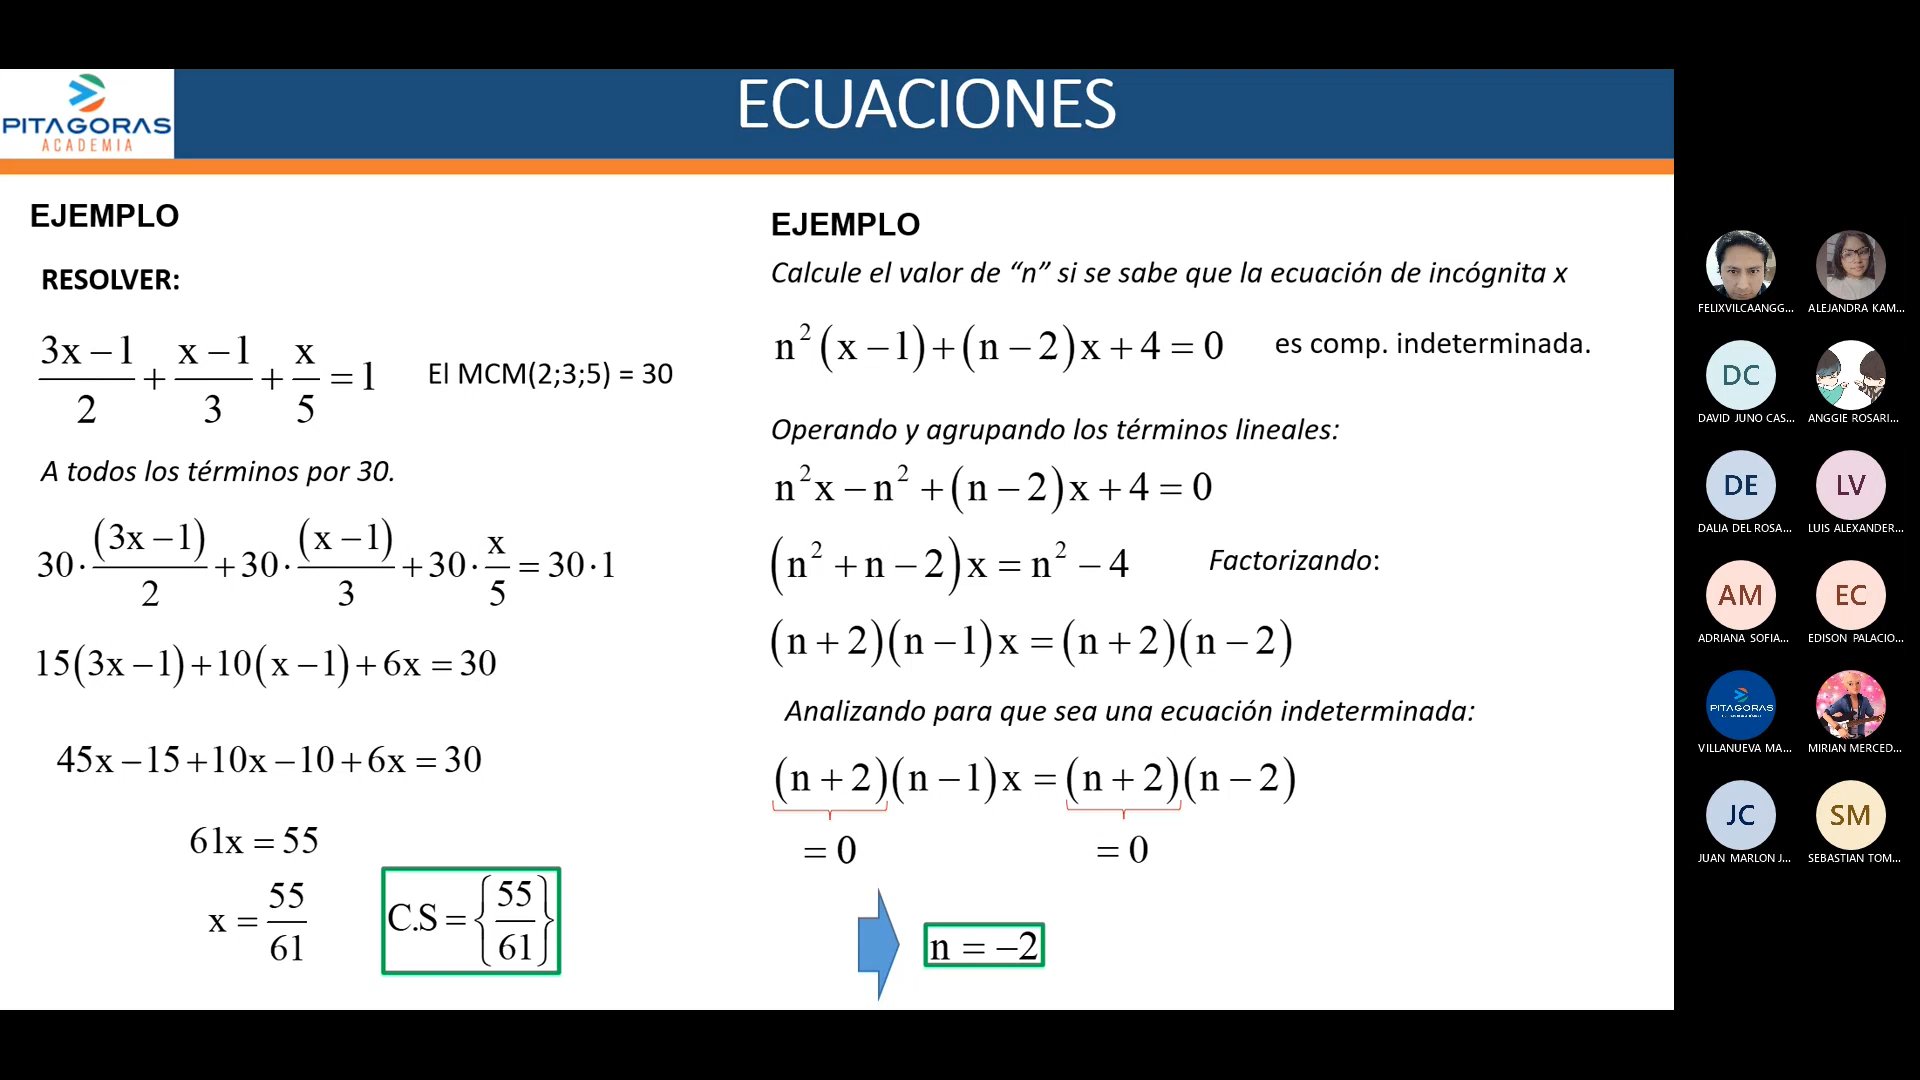 PITAGORAS
ACADEMIA
ECUACIONES
EJEMPLO
RESOLVER:
(3x − 1)/2 + (x − 1)/3 + x/5 = 1
El MCM(2;3;5) = 30
A todos los términos por 30.
30·(3x − 1)/2 + 30·(x − 1)/3 + 30·x/5 = 30·1
15(3x − 1) + 10(x − 1) + 6x = 30
45x − 15 + 10x − 10 + 6x = 30
61x = 55
x = 55/61
C.S = {55/61}
EJEMPLO
Calcule el valor de “n” si se sabe que la ecuación de incógnita x
n²(x − 1) + (n − 2)x + 4 = 0 es comp. indeterminada.
Operando y agrupando los términos lineales:
n²x − n² + (n − 2)x + 4 = 0
(n² + n − 2)x = n² − 4 Factorizando:
(n + 2)(n − 1)x = (n + 2)(n − 2)
Analizando para que sea una ecuación indeterminada:
(n + 2)(n − 1)x = (n + 2)(n − 2)
= 0 = 0
n = −2
FELIXVILCAANGG...
ALEJANDRA KAM...
DC
DAVID JUNO CAS...
ANGGIE ROSARI...
DE
DALIA DEL ROSA...
LV
LUIS ALEXANDER...
AM
ADRIANA SOFIA...
EC
EDISON PALACIO...
PITAGORAS
VILLANUEVA MA...
MIRIAN MERCED...
JC
JUAN MARLON J...
SM
SEBASTIAN TOM...